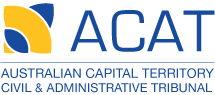 ACAT
AUSTRALIAN CAPITAL TERRITORY
CIVIL & ADMINISTRATIVE TRIBUNAL